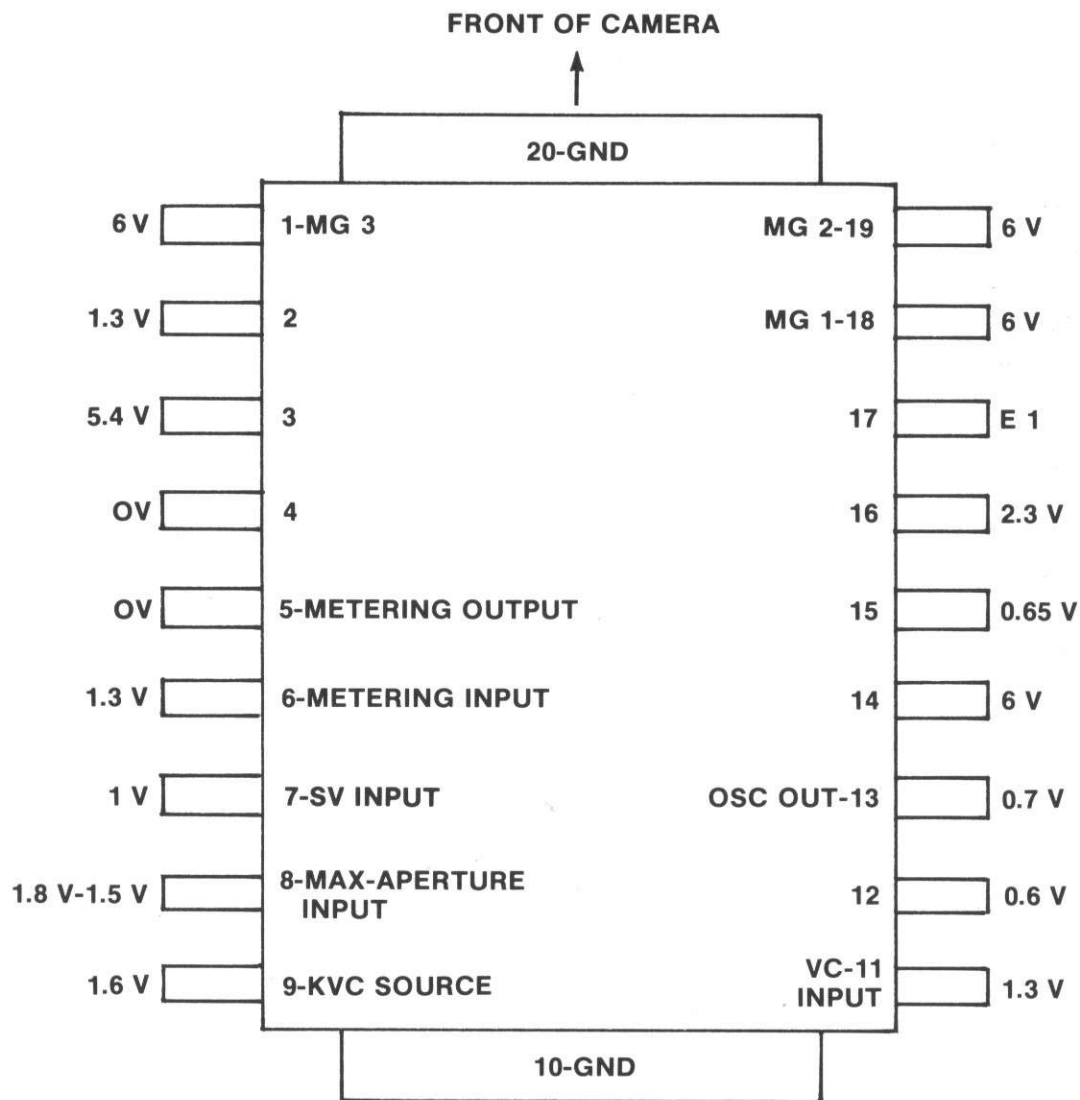 FRONT OF CAMERA
20-GND
6 V
1-MG 3
MG 2-19
6 V
1.3 V
2
MG 1-18
6 V
5.4 V
3
17
E 1
OV
4
16
2.3 V
OV
5-METERING OUTPUT
15
0.65 V
1.3 V
6-METERING INPUT
14
6 V
1 V
7-SV INPUT
OSC OUT-13
0.7 V
1.8 V-1.5 V
8-MAX-APERTURE
INPUT
12
0.6 V
1.6 V
9-KVC SOURCE
VC-11
INPUT
1.3 V
10-GND